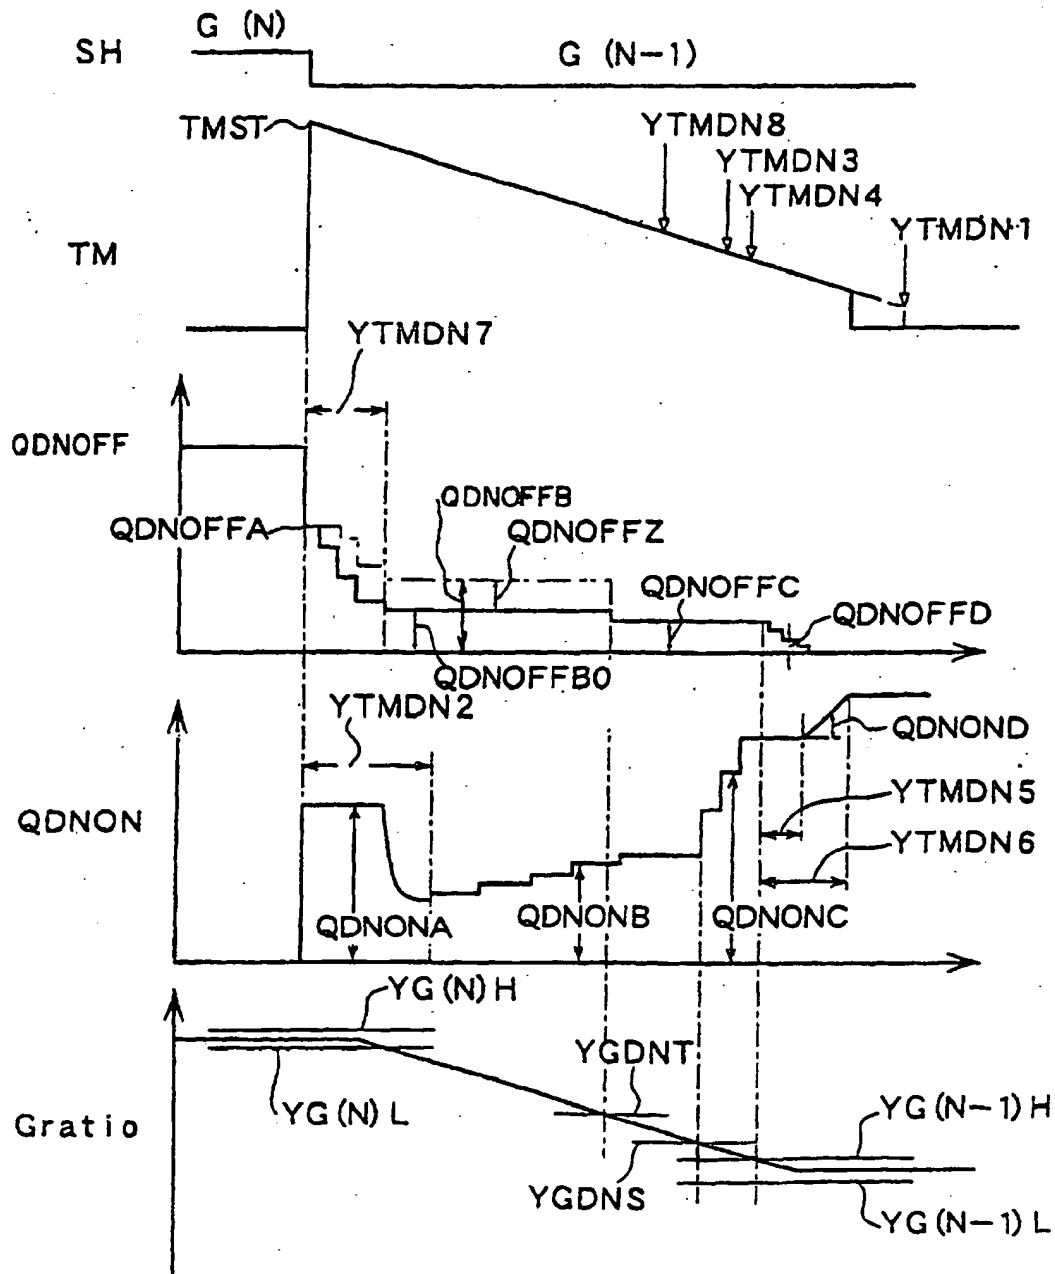 G (N)
SH
G (N-1)
TMST
YTMDN8
YTMDN3
YTMDN4
YTMDN1
TM
YTMDN7
QDNOFF
QDNOFFB
QDNOFFA
QDNOFFZ
QDNOFFC
QDNOFFD
QDNOFFB0
YTMDN2
QDNOND
YTMDN5
QDNON
YTMDN6
QDNONA
QDNONB
QDNONC
YG(N)H
YGDNT
YG(N)L
YG(N-1)H
Gratio
YGDNS
YG(N-1)L